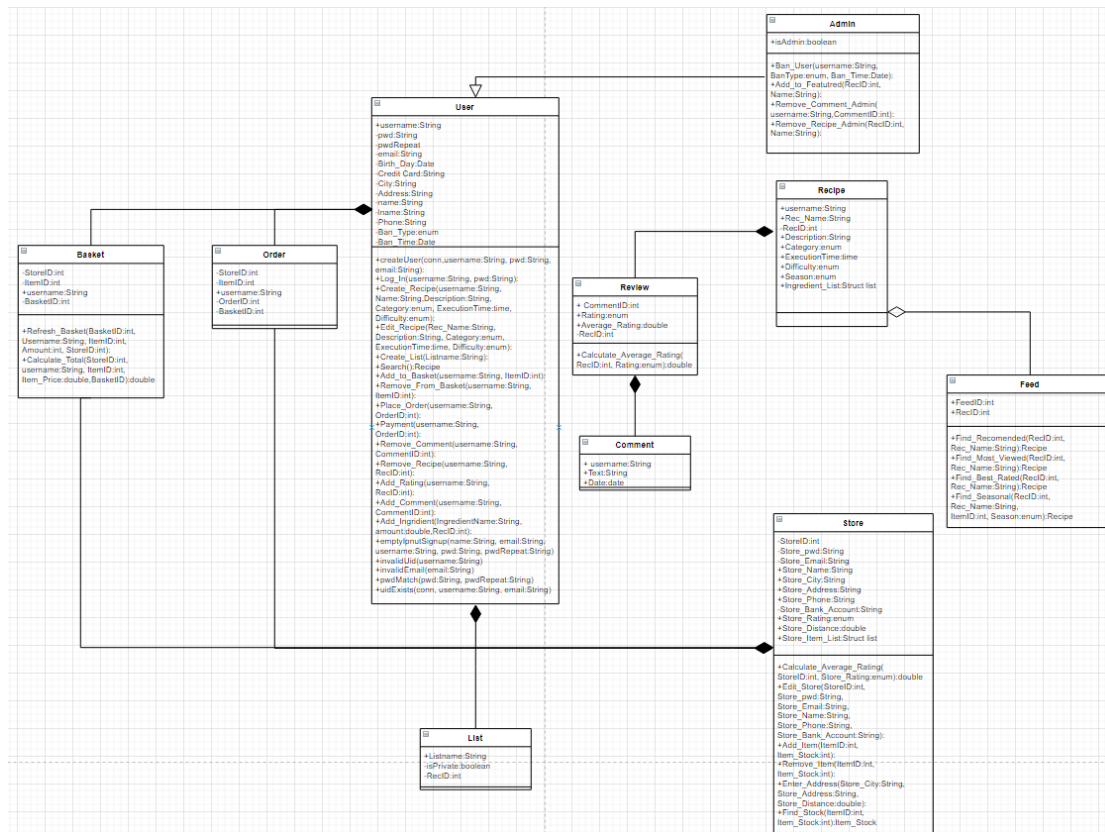 Admin
+isAdmin:boolean
+Ban_User(username:String,
BanType:enum, Ban_Time:Date):
+Add_to_Featutred(RecID:int,
Name:String):
+Remove_Comment_Admin(
username:String,CommentID:int):
+Remove_Recipe_Admin(RecID:int,
Name:String):
User
+username:String
-pwd:String
-pwdRepeat
-email:String
-Birth_Day:Date
-Credit Card:String
-City:String
-Address:String
-name:String
-lname:String
-Phone:String
-Ban_Type:enum
-Ban_Time:Date
-createUser(conn,username:String, pwd:String,
email:String):
+Log_In(username:String, pwd:String):
+Create_Recipe(username:String,
Name:String,Description:String,
Category:enum, ExecutionTime:time,
Difficulty:enum):
+Edit_Recipe(Rec_Name:String,
Description:String, Category:enum,
ExecutionTime:time, Difficulty:enum):
+Create_List(Listname:String):
+Search():Recipe
+Add_to_Basket(username:String, ItemID:int):
+Remove_From_Basket(username:String,
ItemID:int):
+Place_Order(username:String,
OrderID:int):
+Payment(username:String,
OrderID:int):
+Remove_Comment(username:String,
CommentID:int):
+Remove_Recipe(username:String,
RecID:int):
+Add_Rating(username:String,
RecID:int):
+Add_Comment(username:String,
CommentID:int):
+Add_Ingridient(IngredientName:String,
amount:double,RecID:int):
+emptyIpnutSignup(name:String, email:String,
username:String, pwd:String, pwdRepeat:String)
+invalidUid(username:String)
+invalidEmail(email:String)
+pwdMatch(pwd:String, pwdRepeat:String)
+uidExists(conn, username:String, email:String)
Basket
-StoreID:int
-ItemID:int
+username:String
-BasketID:int
+Refresh_Basket(BasketID:int,
Username:String, ItemID:int,
Amount:int, StoreID:int):
+Calculate_Total(StoreID:int,
username:String, ItemID:int,
Item_Price:double,BasketID):double
Order
-StoreID:int
-ItemID:int
+username:String
-OrderID:int
-BasketID:int
Recipe
+username:String
+Rec_Name:String
-RecID:int
+Description:String
+Category:enum
+ExecutionTime:time
+Difficulty:enum
+Season:enum
+Ingredient_List:Struct list
Review
+ CommentID:int
+Rating:enum
+Average_Rating:double
-RecID:int
+Calcutate_Average_Rating(
RecID:int, Rating:enum):double
Comment
+ username:String
+Text:String
+Date:date
Feed
+FeedID:int
+RecID:int
+Find_Recomended(RecID:int,
Rec_Name:String):Recipe
+Find_Most_Viewed(RecID:int,
Rec_Name:String):Recipe
+Find_Best_Rated(RecID:int,
Rec_Name:String):Recipe
+Find_Seasonal(RecID:int,
Rec_Name:String,
ItemID:int, Season:enum):Recipe
Store
-StoreID:int
-Store_pwd:String
-Store_Email:String
+Store_Name:String
+Store_City:String
+Store_Address:String
+Store_Phone:String
-Store_Bank_Account:String
+Store_Rating:enum
+Store_Distance:double
+Store_Item_List:Struct list
+Calculate_Average_Rating(
StoreID:int, Store_Rating:enum):double
+Edit_Store(StoreID:int,
Store_pwd:String,
Store_Email:String,
Store_Name:String,
Store_Phone:String,
Store_Bank_Account:String):
+Add_Item(ItemID:int,
Item_Stock:int):
+Remove_Item(ItemID:int,
Item_Stock:int):
+Enter_Address(Store_City:String,
Store_Address:String,
Store_Distance:double):
+Find_Stock(ItemID:int,
Item_Stock:int):Item_Stock
List
+Listname:String
-isPrivate:boolean
-RecID:int